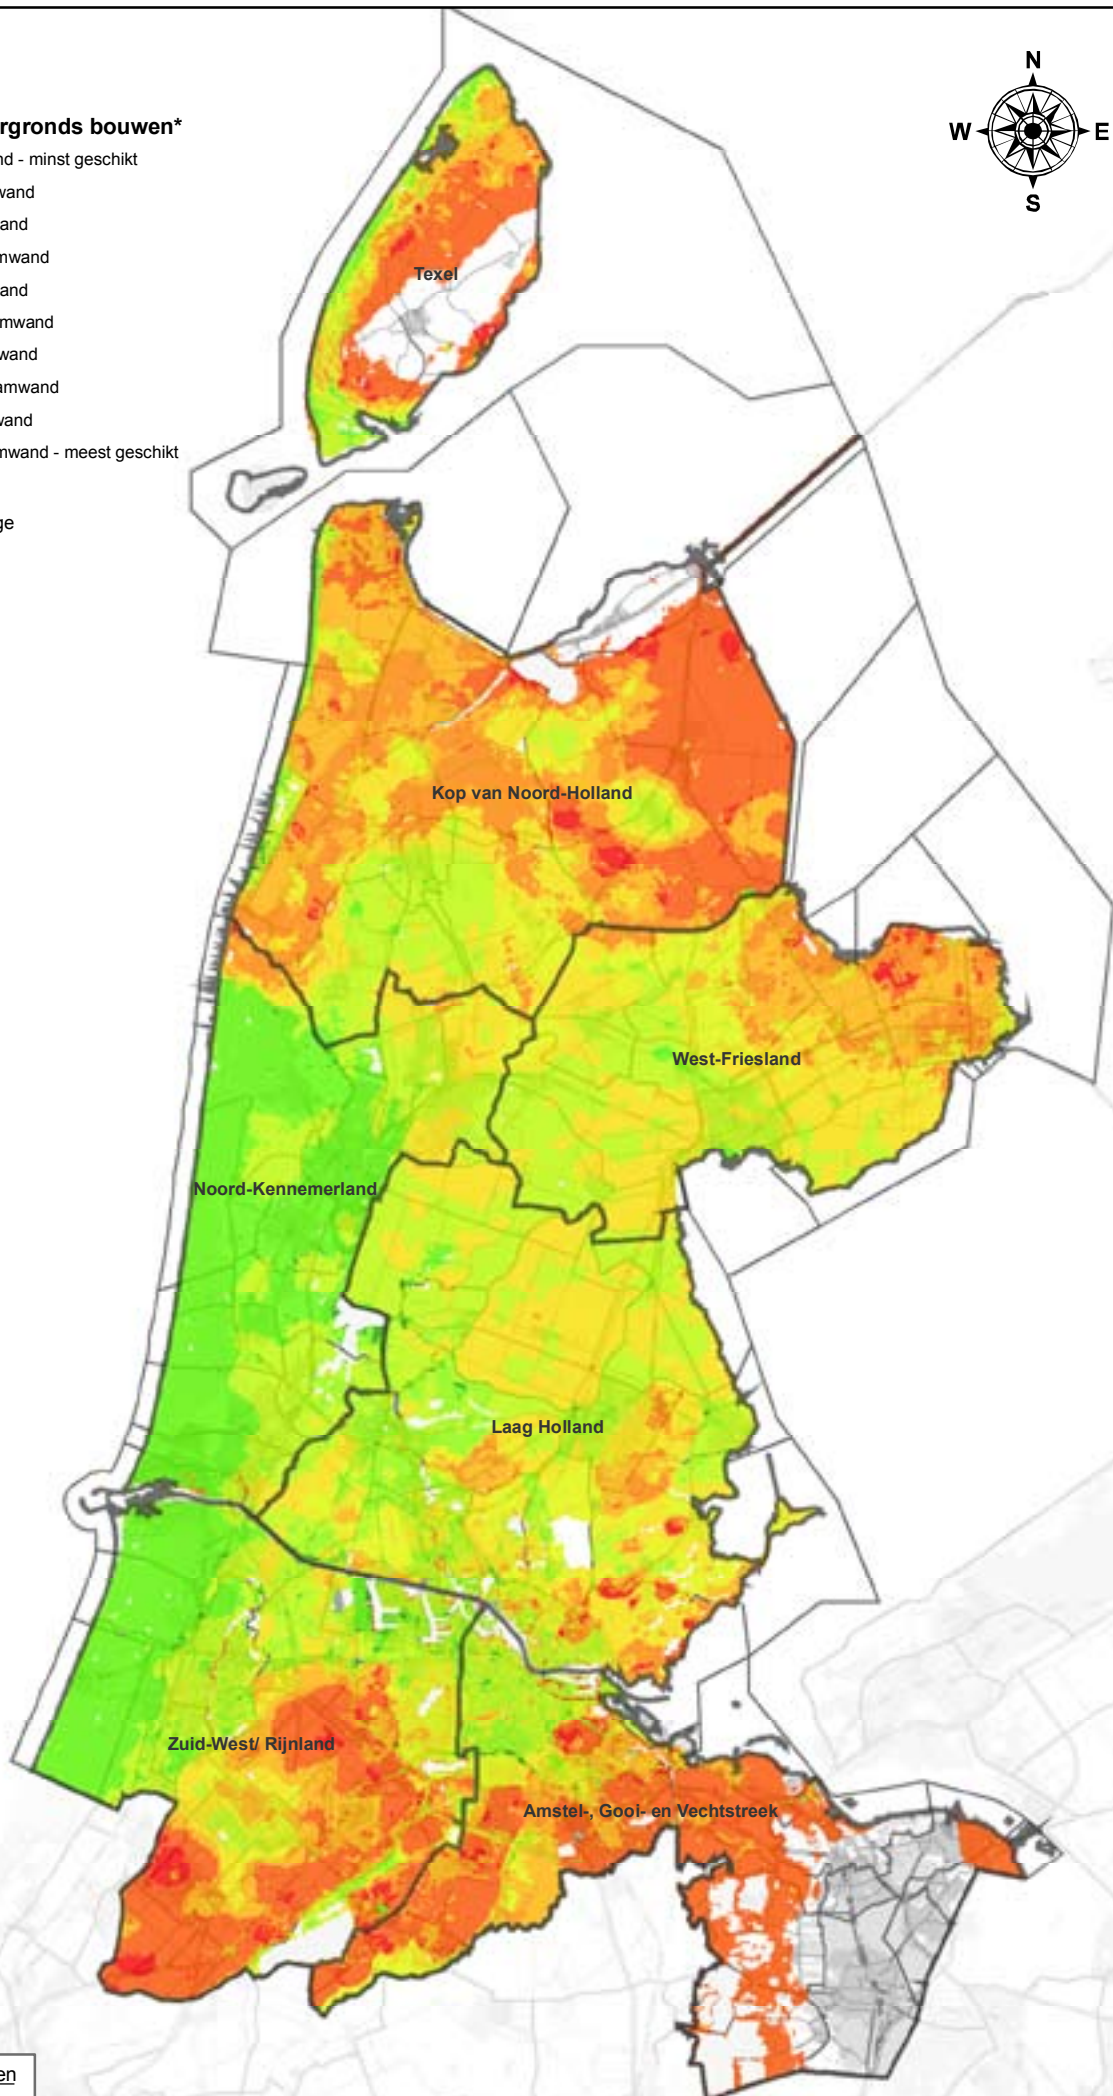 N
W E
S
rgronds bouwen*
nd - minst geschikt
wand
and
mwand
and
mwand
wand
amwand
wand
mwand - meest geschikt
ge
Texel
Kop van Noord-Holland
West-Friesland
Noord-Kennemerland
Laag Holland
Zuid-West/ Rijnland
Amstel-, Gooi- en Vechtstreek
en